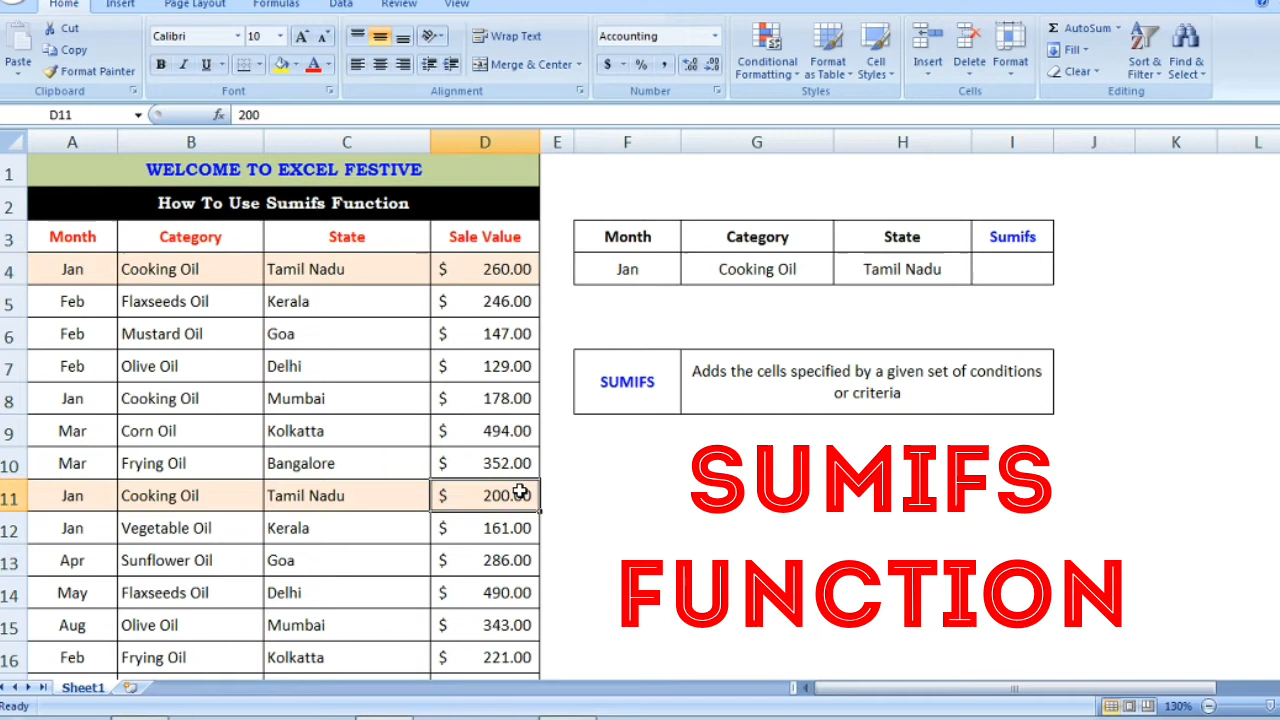 Home Insert Page Layout Formulas Data Review View
Cut
Copy
Format Painter
Paste
Clipboard
Calibri 10
B I U
Font
Wrap Text
Merge & Center
Alignment
Accounting
$ % ,
Number
Conditional Formatting
Format as Table
Cell Styles
Styles
Insert Delete Format
Cells
Σ AutoSum
Fill
Clear
Sort & Filter
Find & Select
Editing
D11 fx 200
A B C D E F G H I J K L
1 WELCOME TO EXCEL FESTIVE
2 How To Use Sumifs Function
3 Month Category State Sale Value Month Category State Sumifs
4 Jan Cooking Oil Tamil Nadu $ 260.00 Jan Cooking Oil Tamil Nadu
5 Feb Flaxseeds Oil Kerala $ 246.00
6 Feb Mustard Oil Goa $ 147.00
7 Feb Olive Oil Delhi $ 129.00
8 Jan Cooking Oil Mumbai $ 178.00
9 Mar Corn Oil Kolkatta $ 494.00
10 Mar Frying Oil Bangalore $ 352.00
11 Jan Cooking Oil Tamil Nadu $ 200.00
12 Jan Vegetable Oil Kerala $ 161.00
13 Apr Sunflower Oil Goa $ 286.00
14 May Flaxseeds Oil Delhi $ 490.00
15 Aug Olive Oil Mumbai $ 343.00
16 Feb Frying Oil Kolkatta $ 221.00
SUMIFS
Adds the cells specified by a given set of conditions
or criteria
SUMIFS
FUNCTION
Sheet1
Ready 130%